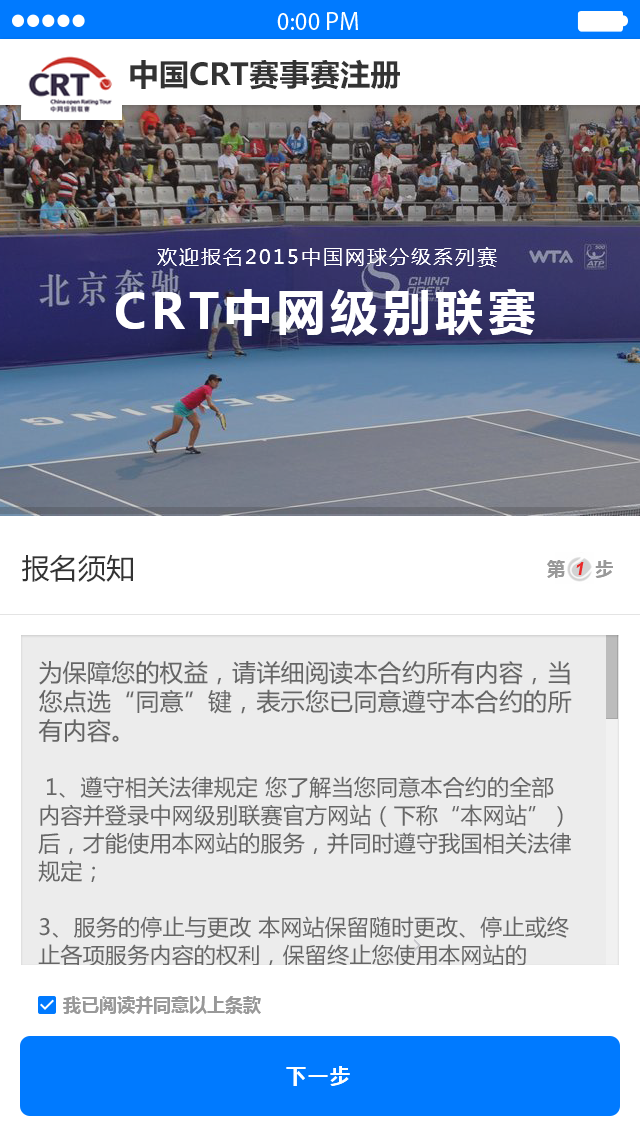 0:00 PM
CRT
China open Rating Tour
中网级别联赛
中国CRT赛事赛注册
欢迎报名2015中国网球分级系列赛
WTA
500
ATP
北京奔驰
CHINA
OPEN
CRT中网级别联赛
BEIJING
报名须知
第1步
为保障您的权益，请详细阅读本合约所有内容，当
您点选“同意”键，表示您已同意遵守本合约的所
有内容。
1、遵守相关法律规定 您了解当您同意本合约的全部
内容并登录中网级别联赛官方网站（下称“本网站”）
后，才能使用本网站的服务，并同时遵守我国相关法律
规定；
3、服务的停止与更改 本网站保留随时更改、停止或终
止各项服务内容的权利，保留终止您使用本网站的
我已阅读并同意以上条款
下一步